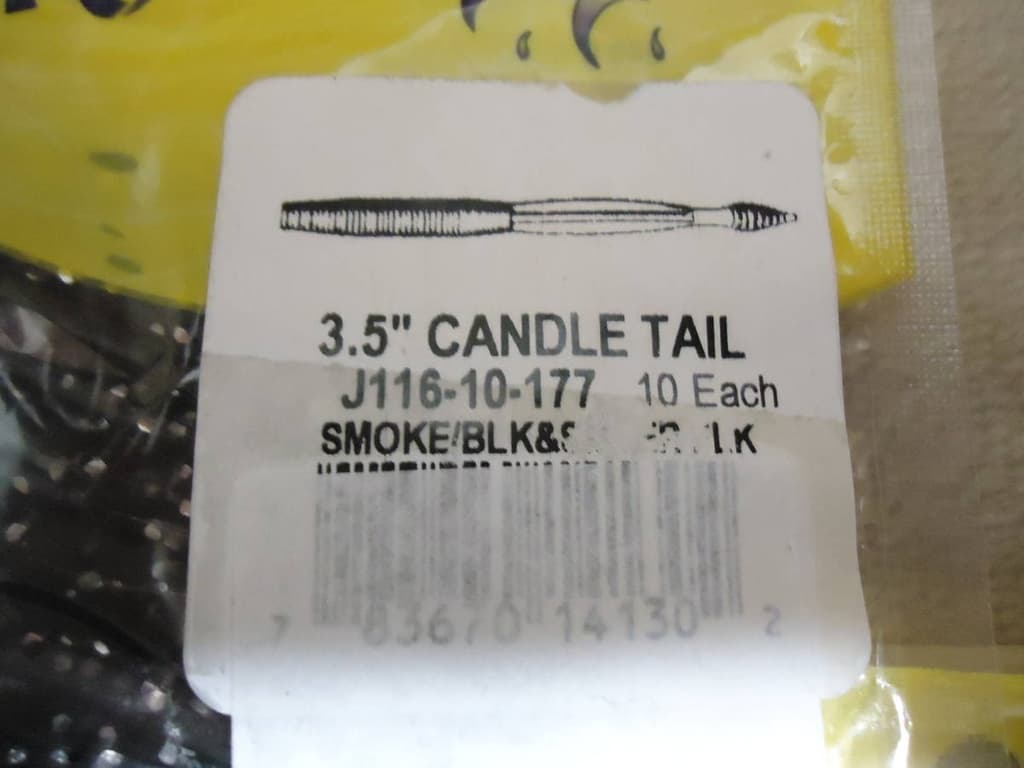 3.5" CANDLE TAIL
J116-10-177 10 Each
SMOKE/BLK&
7 83670 14130 2